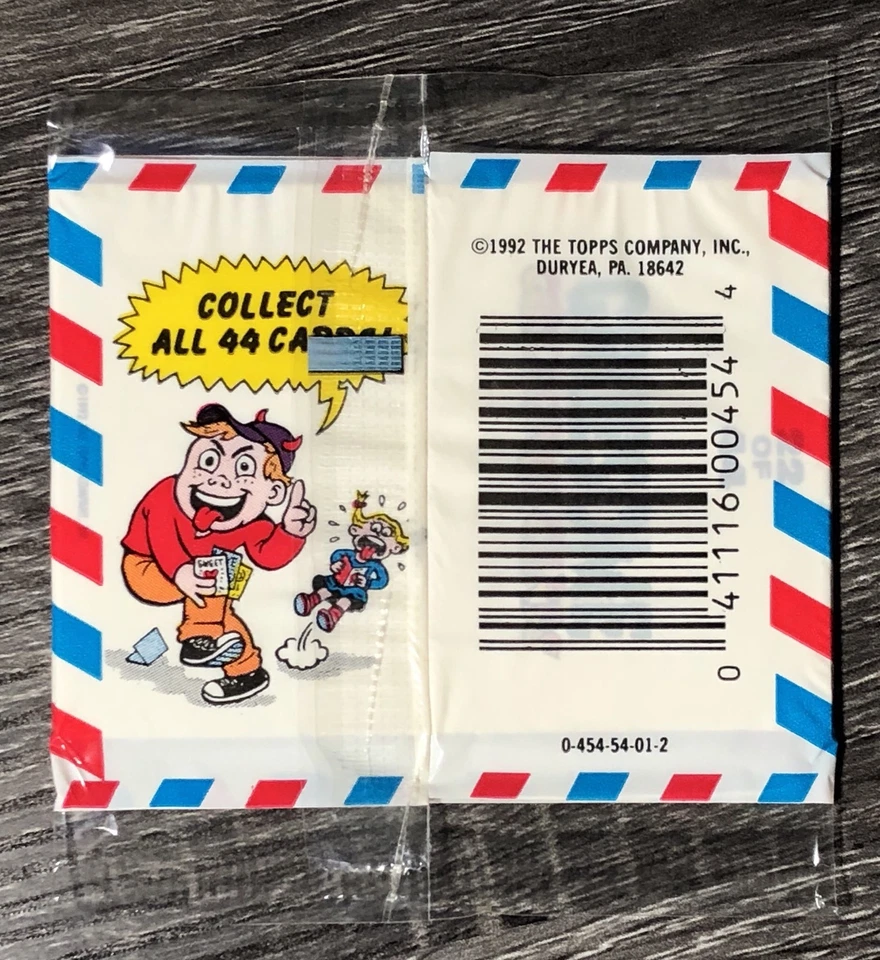 COLLECT
ALL 44
SWEET
©1992 THE TOPPS COMPANY, INC.,
DURYEA, PA. 18642
0 41116 00454 4
0-454-54-01-2